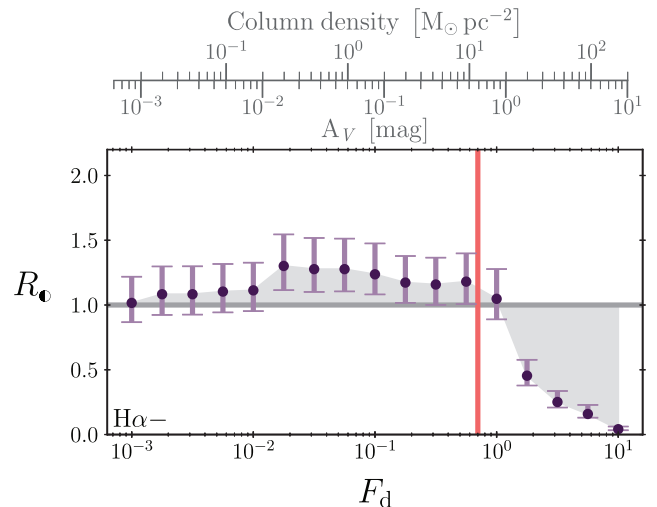 Column density [M⊙ pc⁻²]
10⁻¹ 10⁰ 10¹ 10²
10⁻³ 10⁻² 10⁻¹ 10⁰ 10¹
A_V [mag]
2.0
1.5
R◐ 1.0
0.5
0.0
Hα−
10⁻³ 10⁻² 10⁻¹ 10⁰ 10¹
F_d